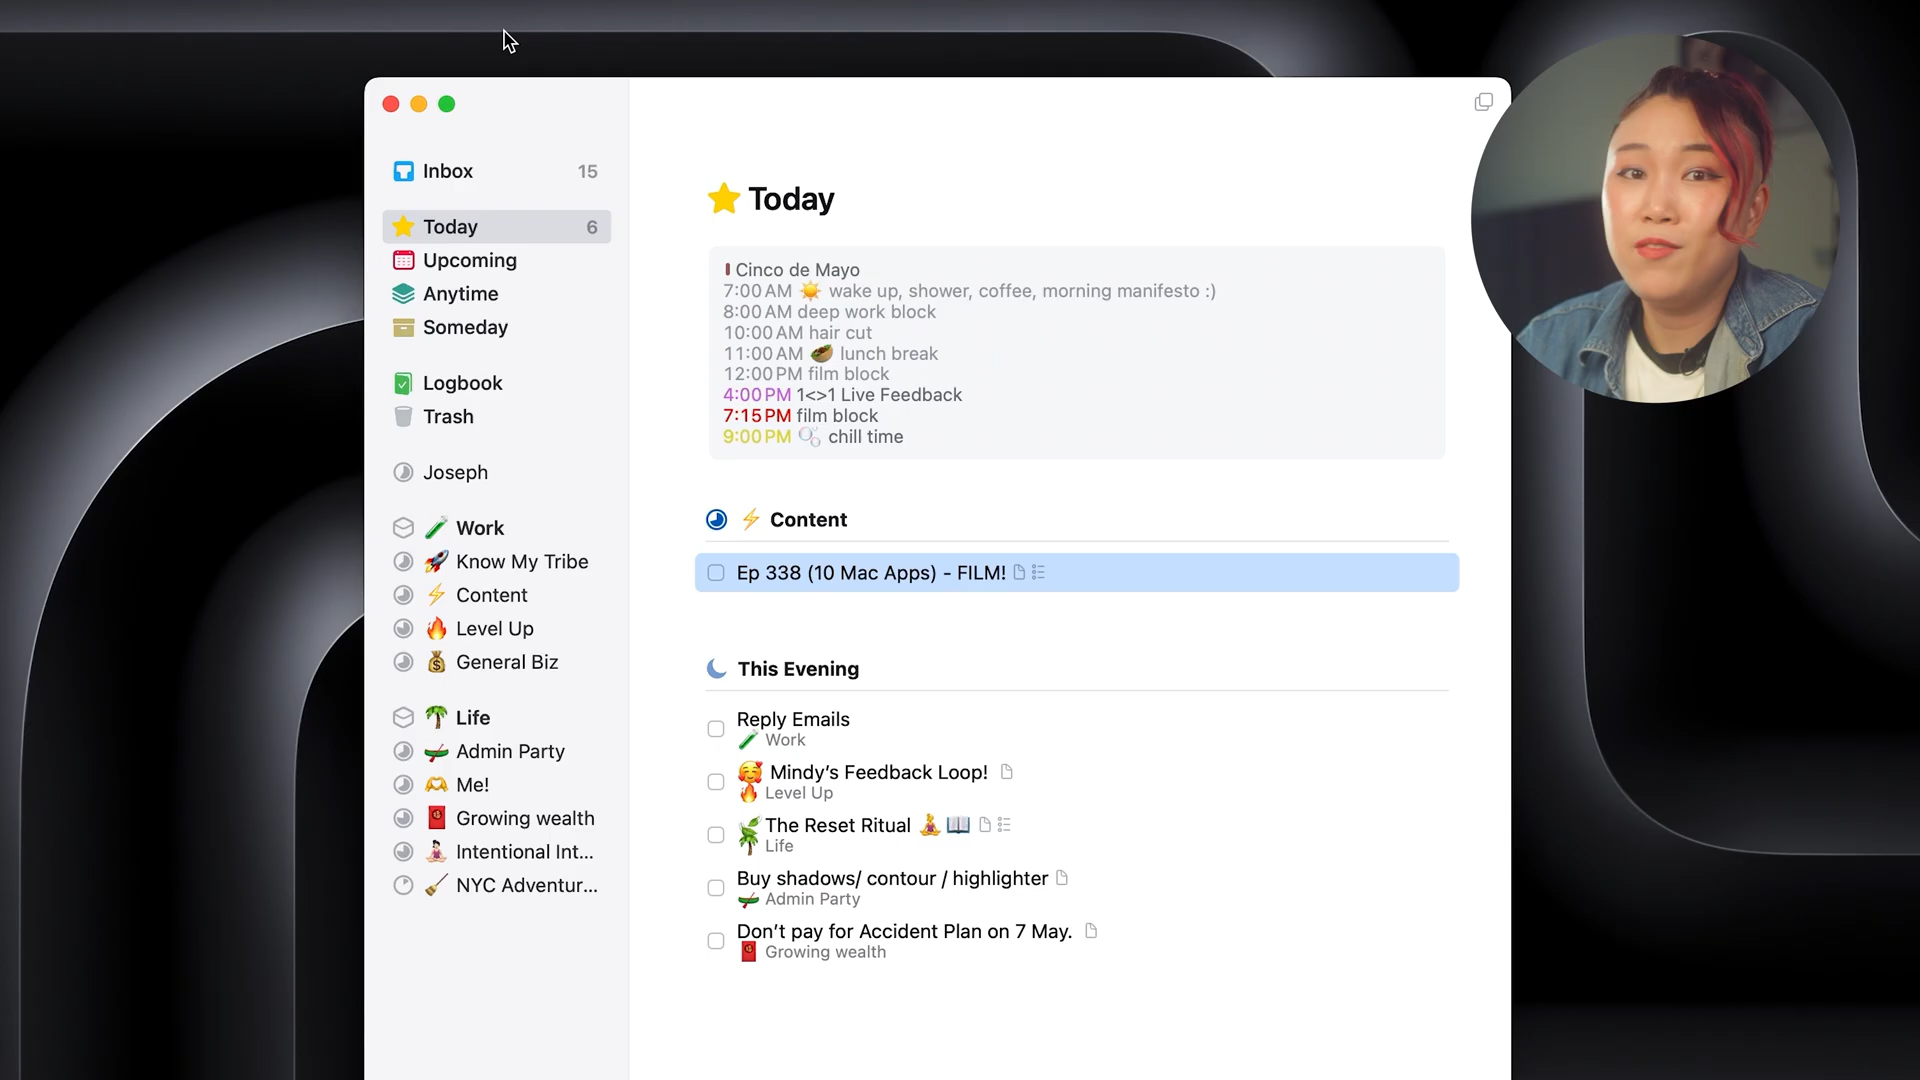 Inbox 15
Today 6
Upcoming
Anytime
Someday
Logbook
Trash
Joseph
Work
Know My Tribe
Content
Level Up
General Biz
Life
Admin Party
Me!
Growing wealth
Intentional Int...
NYC Adventur...
Today
Cinco de Mayo
7:00 AM ☀️ wake up, shower, coffee, morning manifesto :)
8:00 AM deep work block
10:00 AM hair cut
11:00 AM 🥙 lunch break
12:00 PM film block
4:00 PM 1<>1 Live Feedback
7:15 PM film block
9:00 PM 🫧 chill time
⚡ Content
Ep 338 (10 Mac Apps) - FILM!
This Evening
Reply Emails
Work
🥰 Mindy’s Feedback Loop!
🔥 Level Up
🌿 The Reset Ritual 🧘 📖
🌴 Life
Buy shadows/ contour / highlighter
🛶 Admin Party
Don’t pay for Accident Plan on 7 May.
🧧 Growing wealth